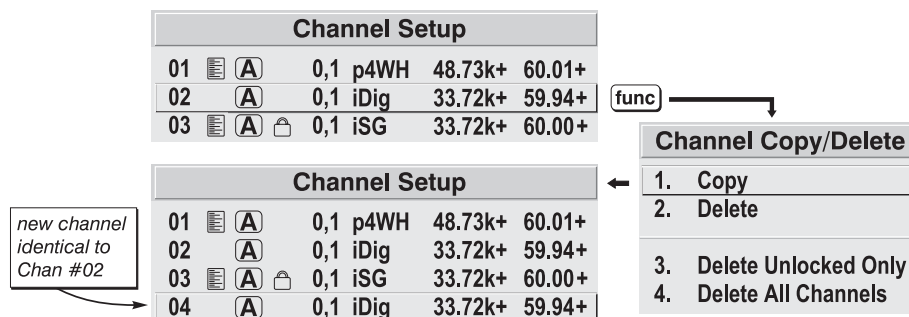 Channel Setup
01 A 0,1 p4WH 48.73k+ 60.01+
02 A 0,1 iDig 33.72k+ 59.94+
03 A 0,1 iSG 33.72k+ 60.00+
func
Channel Copy/Delete
1. Copy
2. Delete
3. Delete Unlocked Only
4. Delete All Channels
Channel Setup
01 A 0,1 p4WH 48.73k+ 60.01+
02 A 0,1 iDig 33.72k+ 59.94+
03 A 0,1 iSG 33.72k+ 60.00+
04 A 0,1 iDig 33.72k+ 59.94+
new channel
identical to
Chan #02